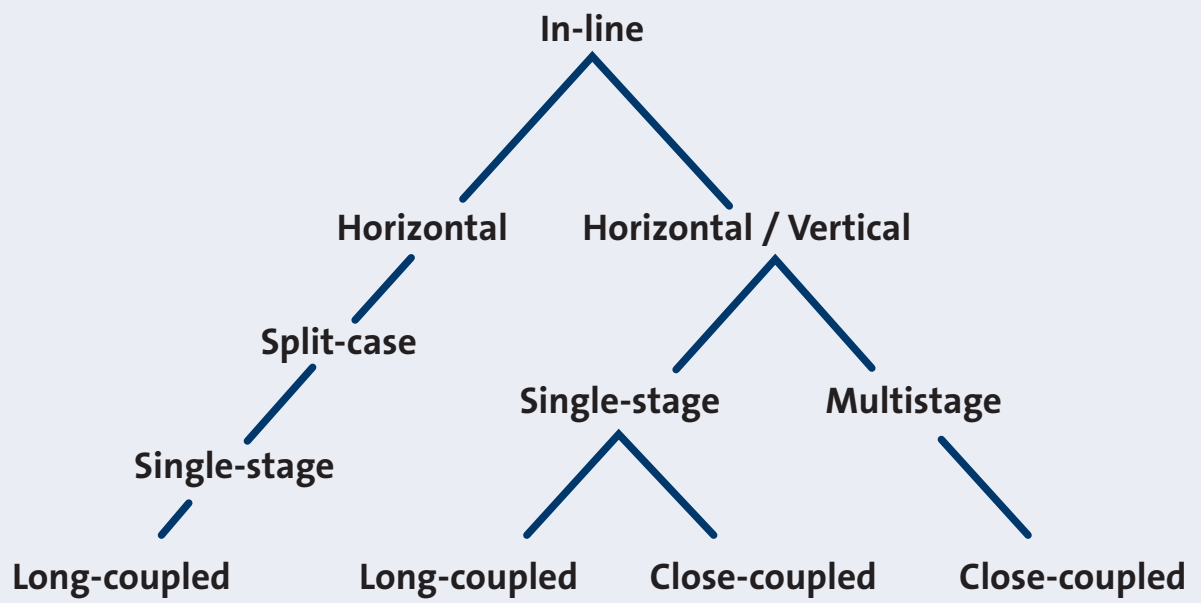 In-line
Horizontal
Horizontal / Vertical
Split-case
Single-stage
Multistage
Single-stage
Long-coupled
Long-coupled
Close-coupled
Close-coupled